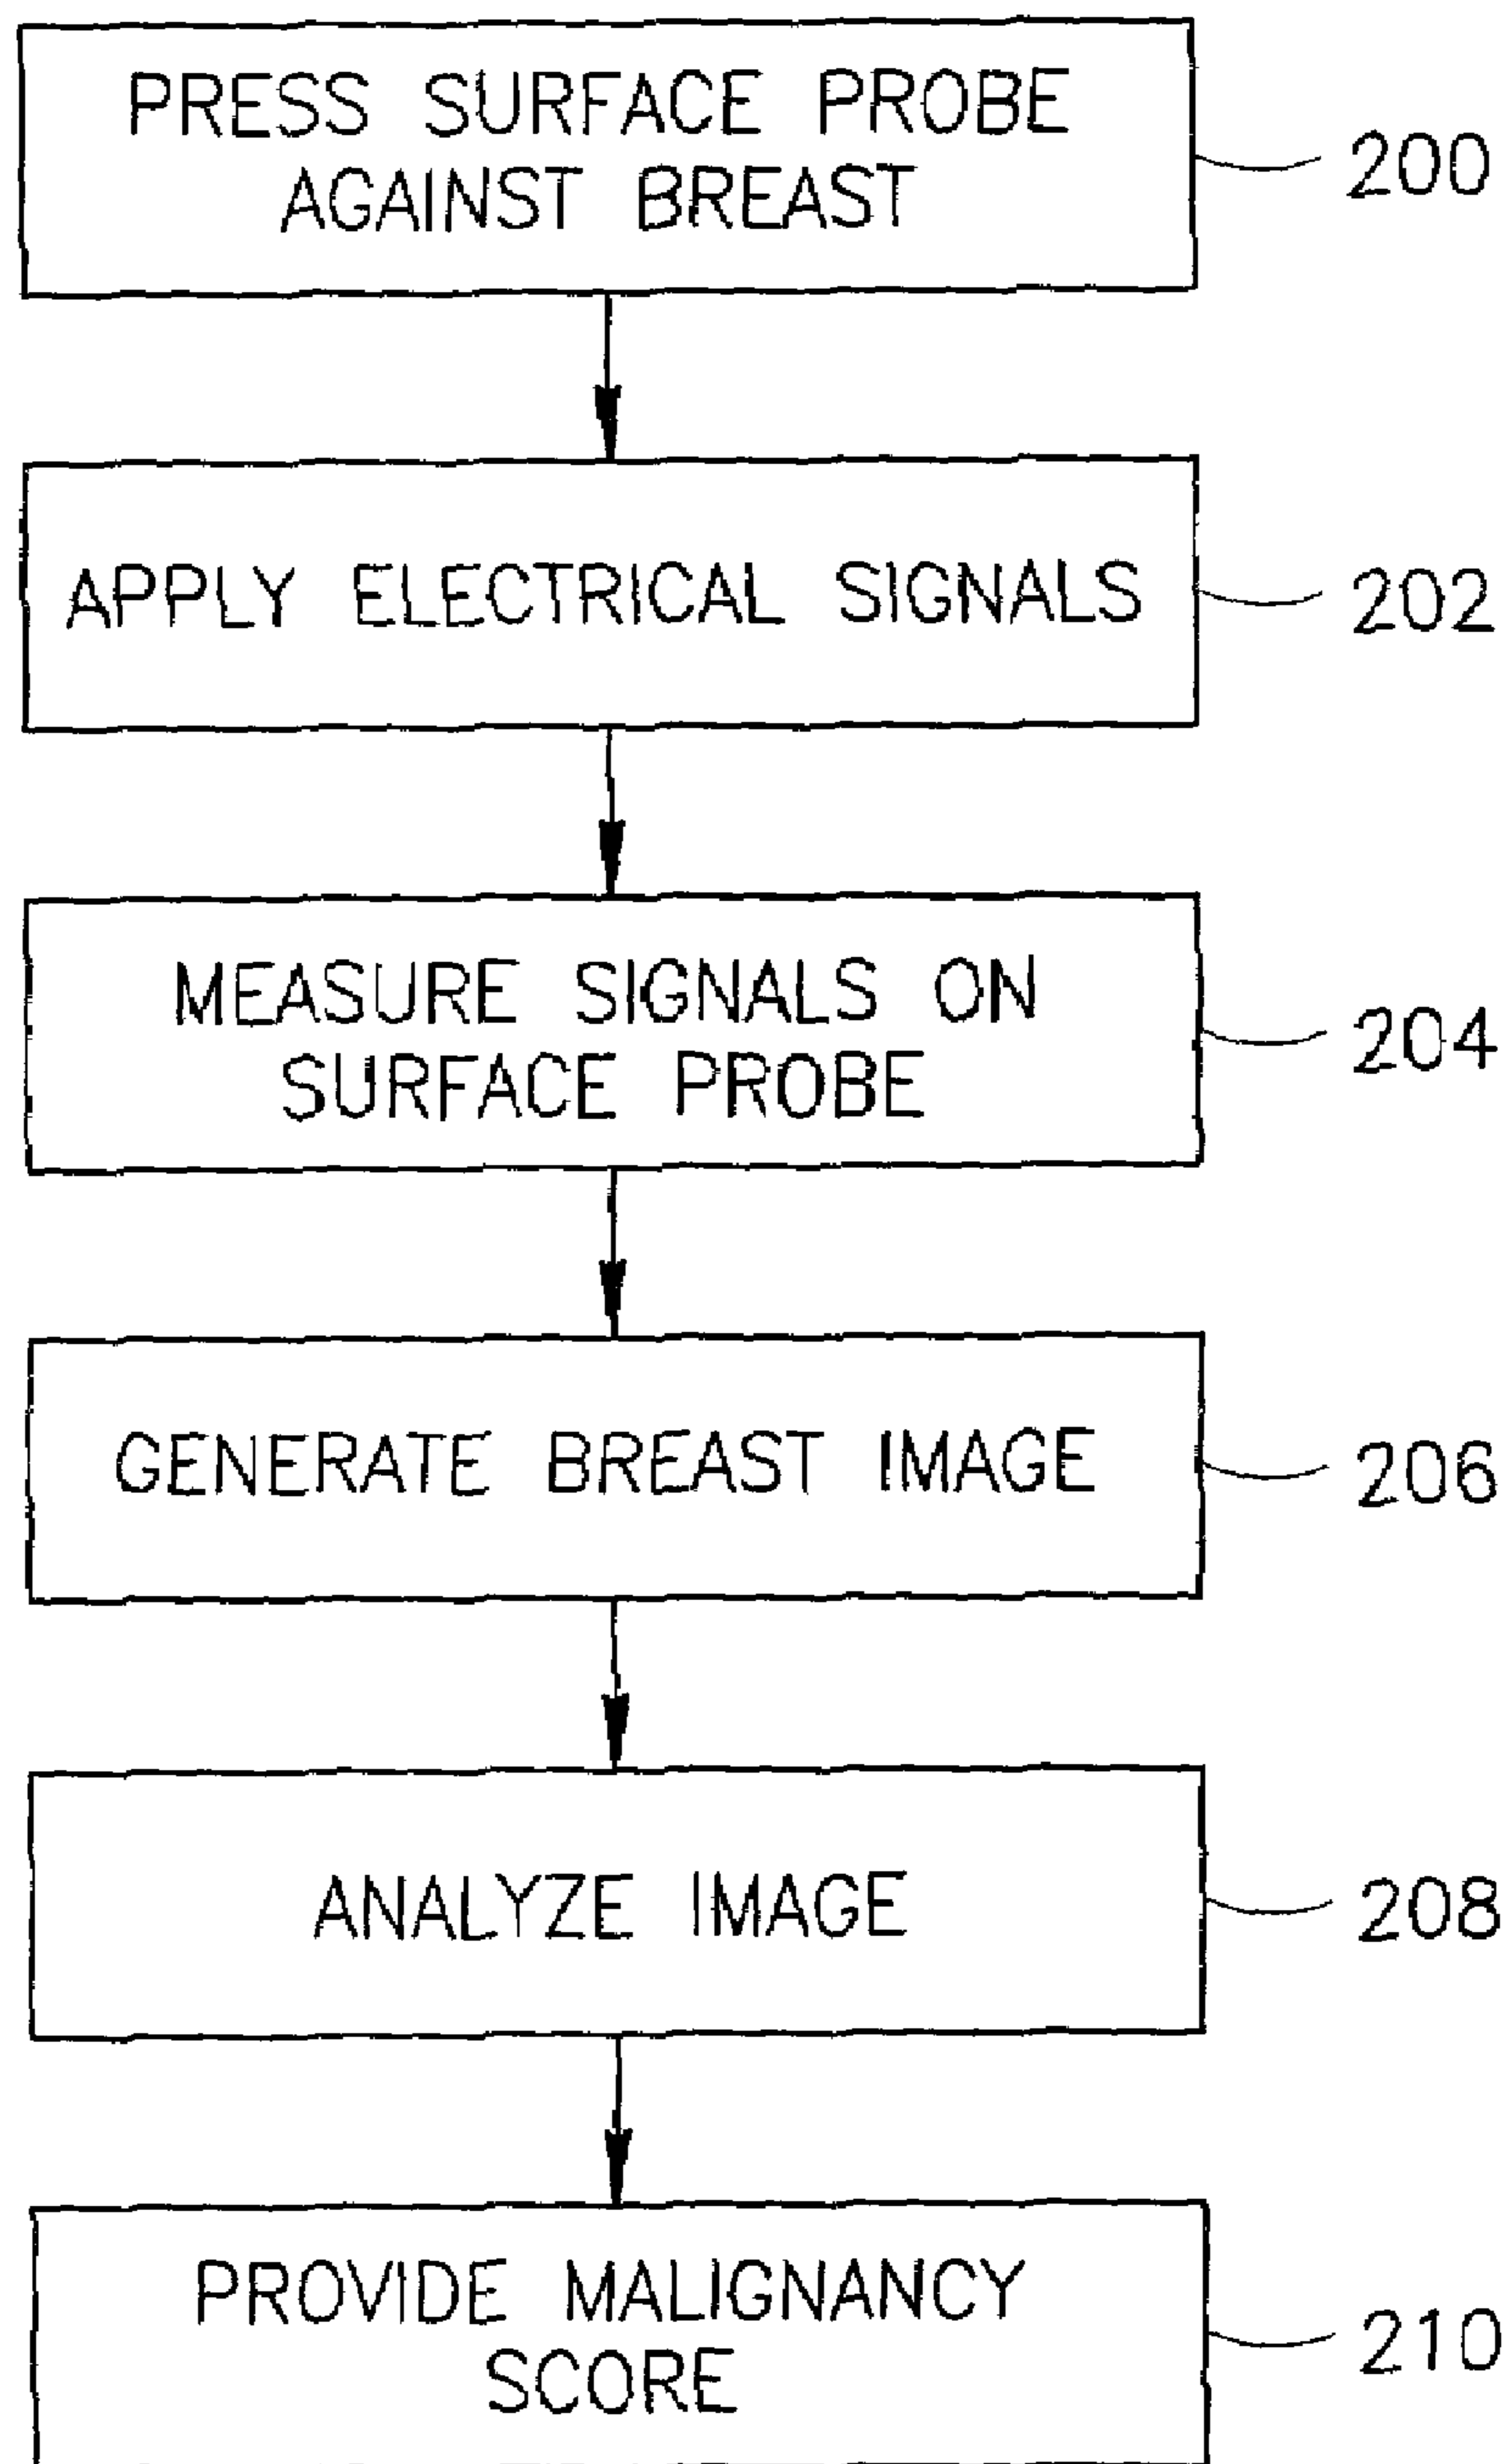 PRESS SURFACE PROBE
AGAINST BREAST
200
APPLY ELECTRICAL SIGNALS
202
MEASURE SIGNALS ON
SURFACE PROBE
204
GENERATE BREAST IMAGE
206
ANALYZE IMAGE
208
PROVIDE MALIGNANCY
SCORE
210